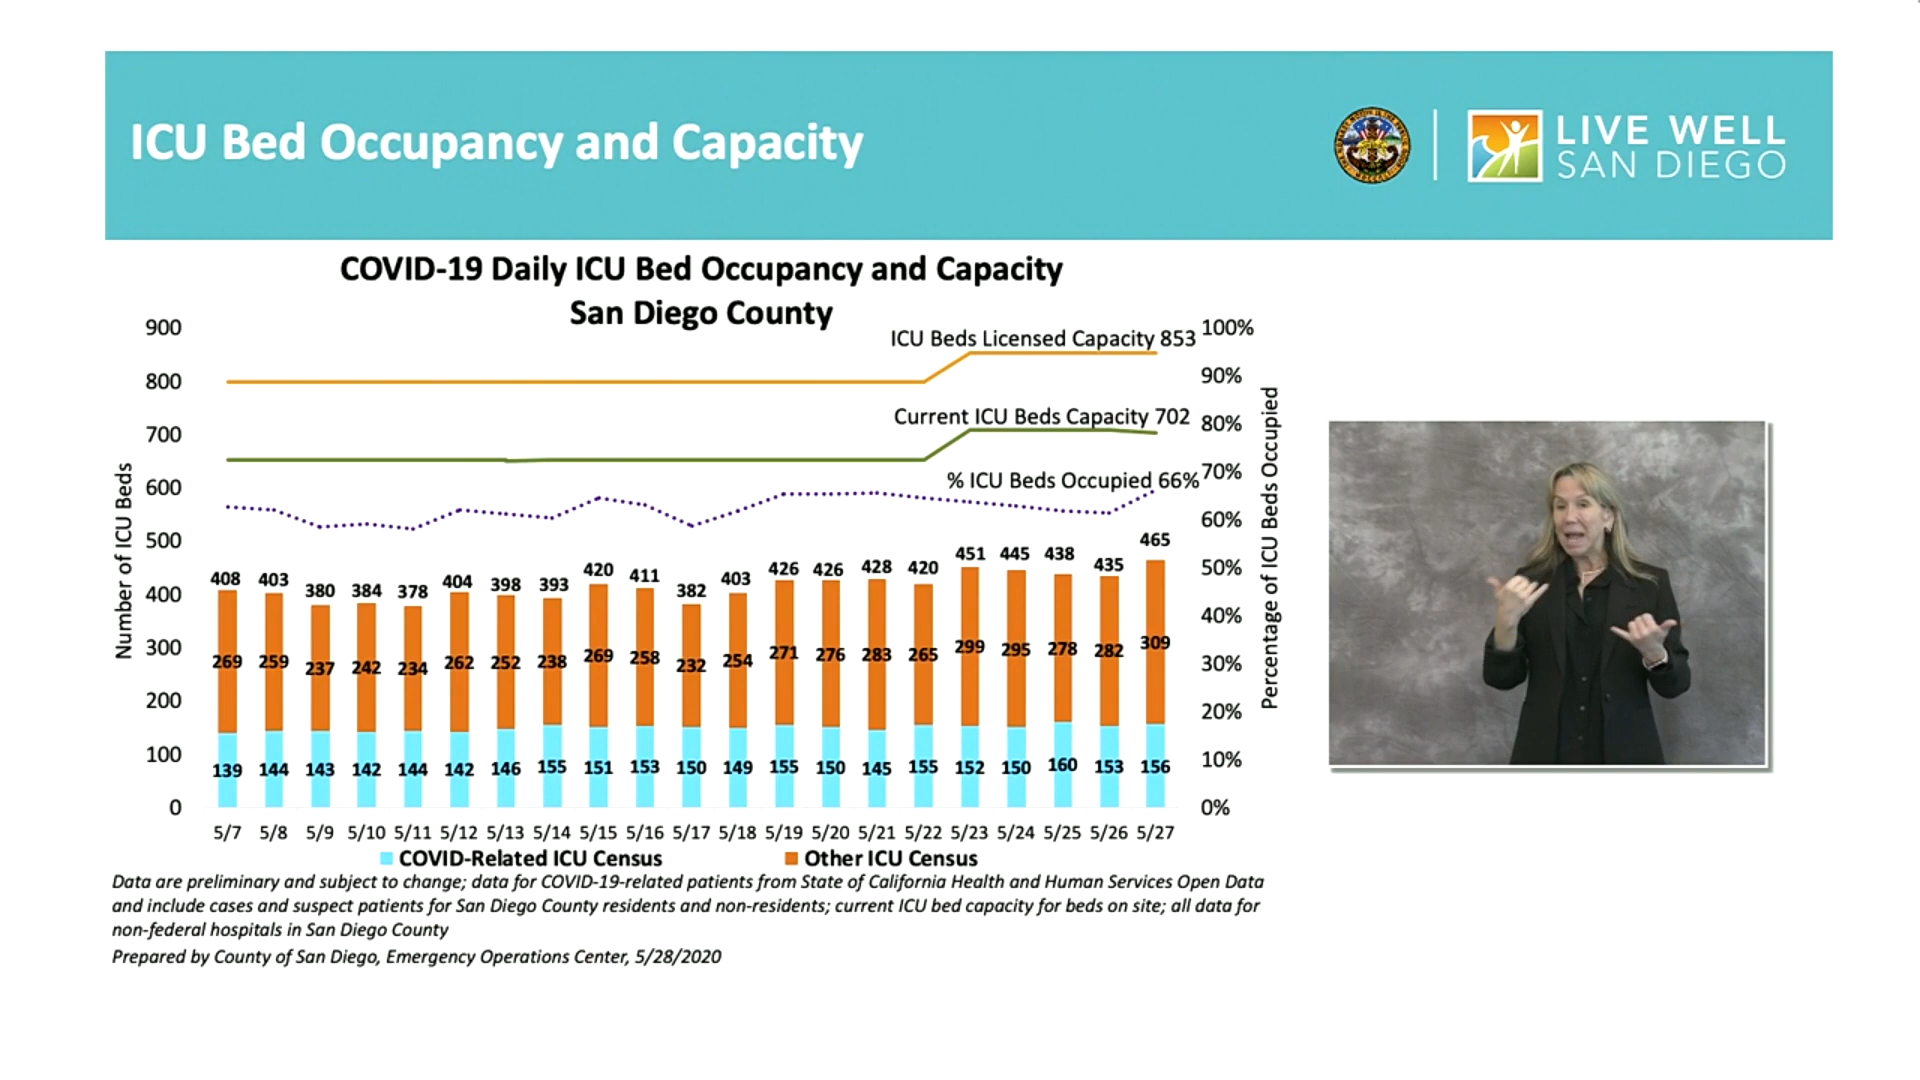 ICU Bed Occupancy and Capacity
LIVE WELL
SAN DIEGO
COVID-19 Daily ICU Bed Occupancy and Capacity
San Diego County
900
800
700
600
500
400
300
200
100
0
Number of ICU Beds
ICU Beds Licensed Capacity 853
Current ICU Beds Capacity 702
% ICU Beds Occupied 66%
100%
90%
80%
70%
60%
50%
40%
30%
20%
10%
0%
Percentage of ICU Beds Occupied
408 403 380 384 378 404 398 393 420 411 382 403 426 426 428 420 451 445 438 435 465
269 259 237 242 234 262 252 238 269 258 232 254 271 276 283 265 299 295 278 282 309
139 144 143 142 144 142 146 155 151 153 150 149 155 150 145 155 152 150 160 153 156
5/7 5/8 5/9 5/10 5/11 5/12 5/13 5/14 5/15 5/16 5/17 5/18 5/19 5/20 5/21 5/22 5/23 5/24 5/25 5/26 5/27
COVID-Related ICU Census Other ICU Census
Data are preliminary and subject to change; data for COVID-19-related patients from State of California Health and Human Services Open Data
and include cases and suspect patients for San Diego County residents and non-residents; current ICU bed capacity for beds on site; all data for
non-federal hospitals in San Diego County
Prepared by County of San Diego, Emergency Operations Center, 5/28/2020